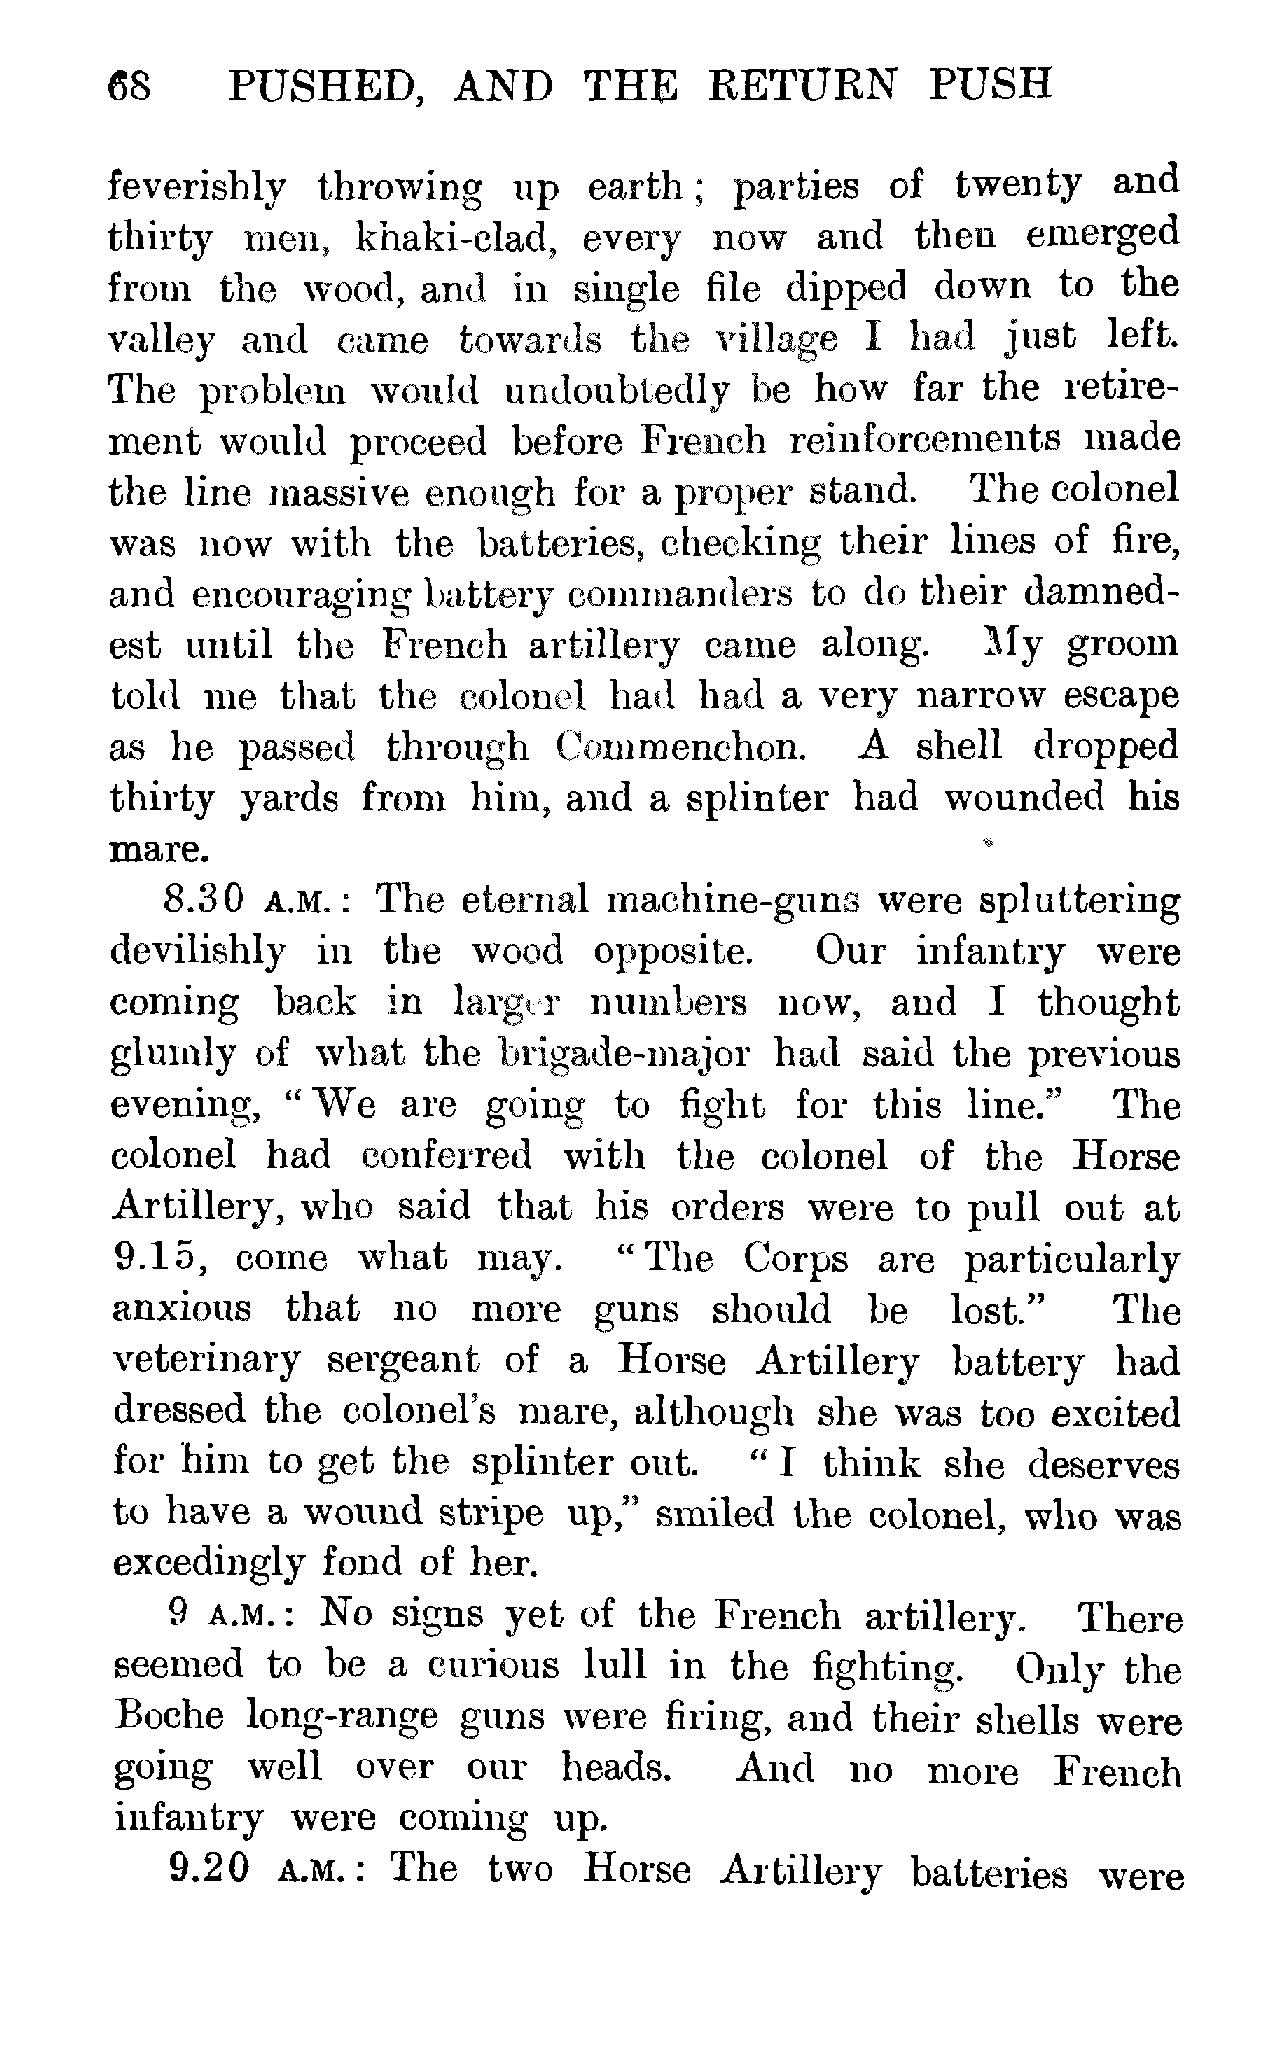 68 PUSHED, AND THE RETURN PUSH
feverishly throwing up earth ; parties of twenty and
thirty men, khaki-clad, every now and then emerged
from the wood, and in single file dipped down to the
valley and came towards the village I had just left.
The problem would undoubtedly be how far the retire-
ment would proceed before French reinforcements made
the line massive enough for a proper stand. The colonel
was now with the batteries, checking their lines of fire,
and encouraging battery commanders to do their damned-
est until the French artillery came along. My groom
told me that the colonel had had a very narrow escape
as he passed through Commenchon. A shell dropped
thirty yards from him, and a splinter had wounded his
mare.
8.30 A.M. : The eternal machine-guns were spluttering
devilishly in the wood opposite. Our infantry were
coming back in larger numbers now, and I thought
glumly of what the brigade-major had said the previous
evening, “ We are going to fight for this line.” The
colonel had conferred with the colonel of the Horse
Artillery, who said that his orders were to pull out at
9.15, come what may. “ The Corps are particularly
anxious that no more guns should be lost.” The
veterinary sergeant of a Horse Artillery battery had
dressed the colonel’s mare, although she was too excited
for him to get the splinter out. “ I think she deserves
to have a wound stripe up,” smiled the colonel, who was
excedingly fond of her.
9 A.M. : No signs yet of the French artillery. There
seemed to be a curious lull in the fighting. Only the
Boche long-range guns were firing, and their shells were
going well over our heads. And no more French
infantry were coming up.
9.20 A.M. : The two Horse Artillery batteries were